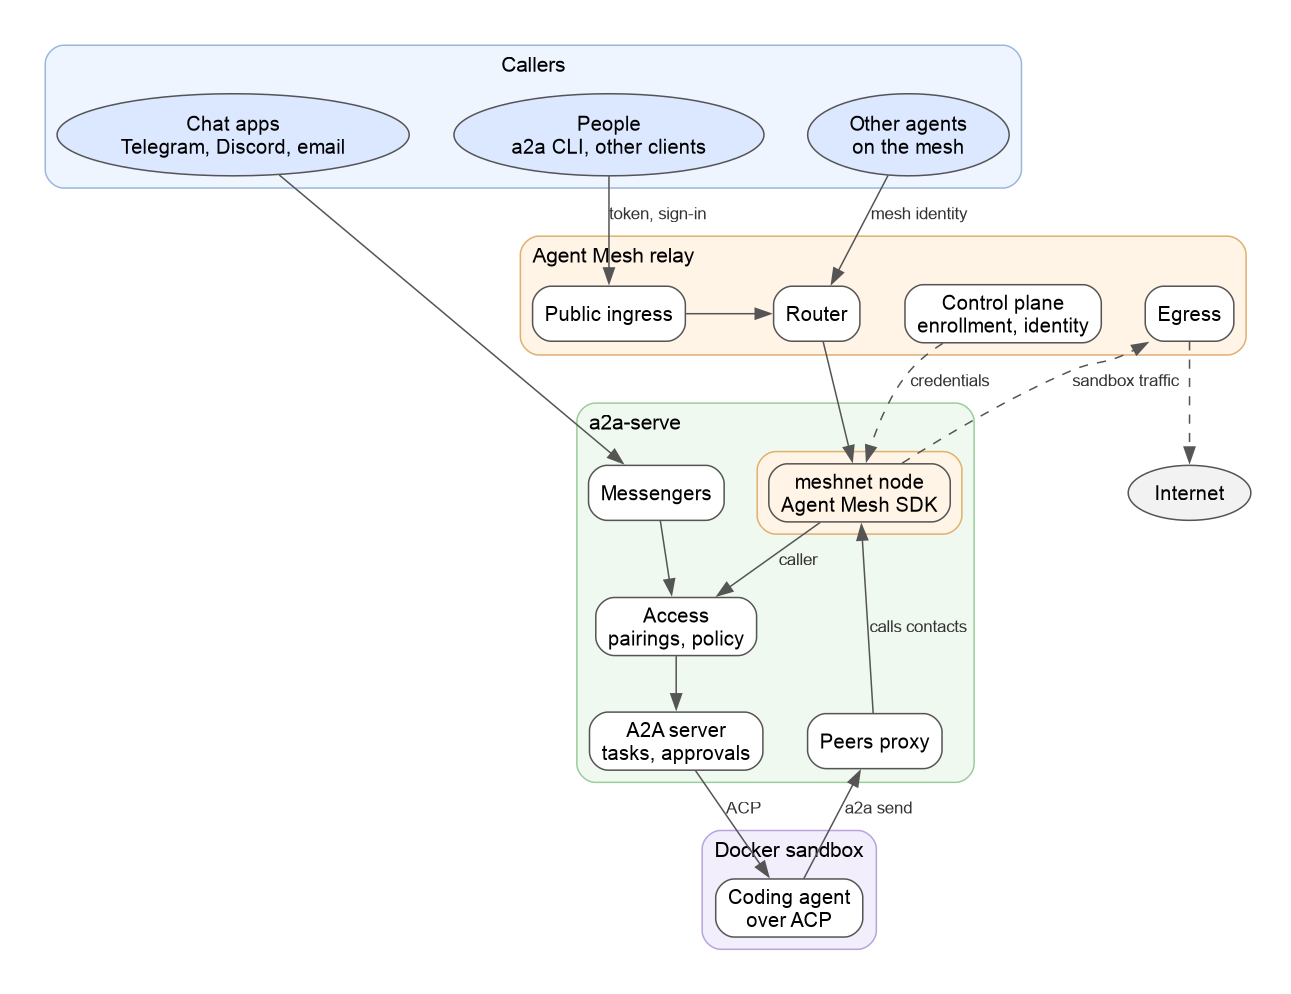 Callers
Chat apps
Telegram, Discord, email
People
a2a CLI, other clients
Other agents
on the mesh
token, sign-in
mesh identity
Agent Mesh relay
Public ingress
Router
Control plane
enrollment, identity
Egress
credentials
sandbox traffic
a2a-serve
Messengers
meshnet node
Agent Mesh SDK
Internet
caller
Access
pairings, policy
calls contacts
A2A server
tasks, approvals
Peers proxy
ACP
a2a send
Docker sandbox
Coding agent
over ACP